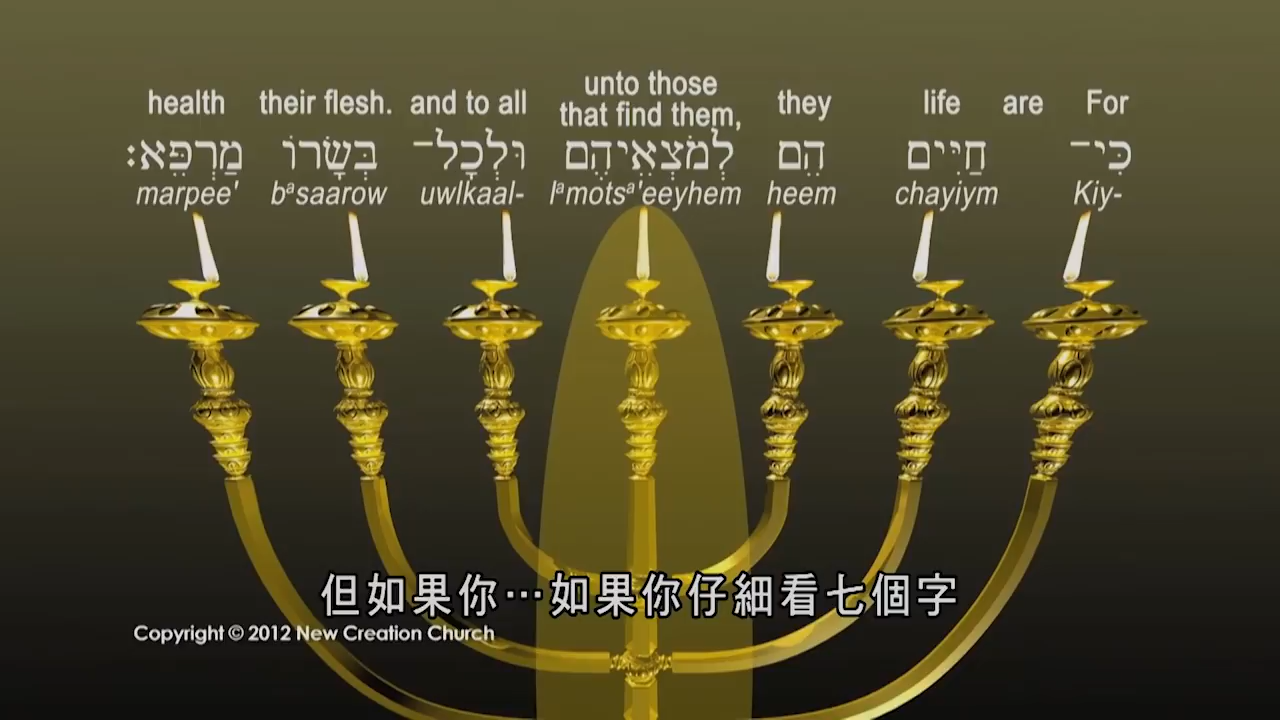 health their flesh. and to all unto those that find them, they life are For
מַרְפֵּא׃ בְּשָׂרוֹ וּלְכָל־ לְמֹצְאֵיהֶם הֵם חַיִּים כִּי־
marpee' bªsaarow uwlkaal- lªmotsª'eeyhem heem chayiym Kiy-
但如果你…如果你仔細看七個字
Copyright © 2012 New Creation Church